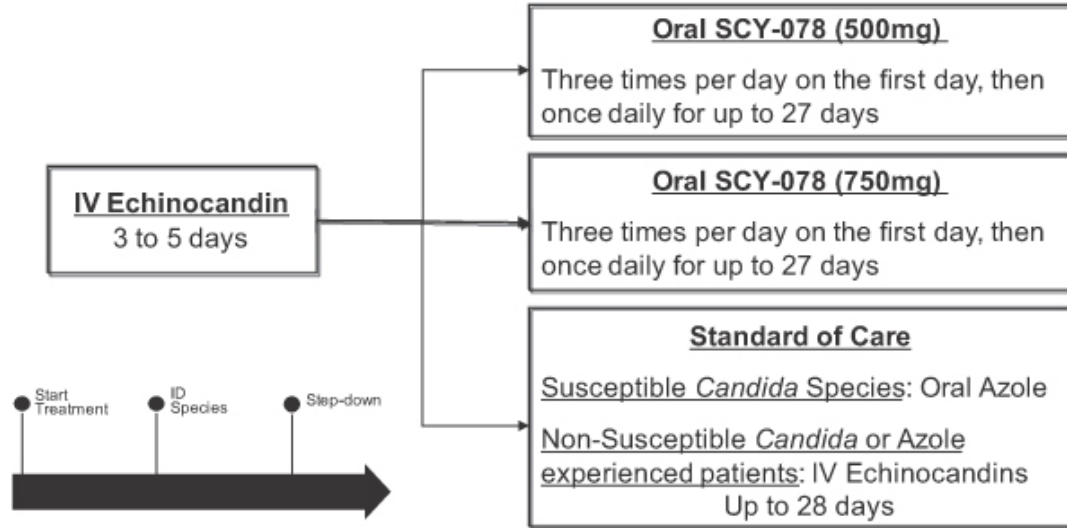 IV Echinocandin
3 to 5 days
Oral SCY-078 (500mg)
Three times per day on the first day, then
once daily for up to 27 days
Oral SCY-078 (750mg)
Three times per day on the first day, then
once daily for up to 27 days
Standard of Care
Susceptible Candida Species: Oral Azole
Non-Susceptible Candida or Azole
experienced patients: IV Echinocandins
Up to 28 days
Start
Treatment
ID
Species
Step-down